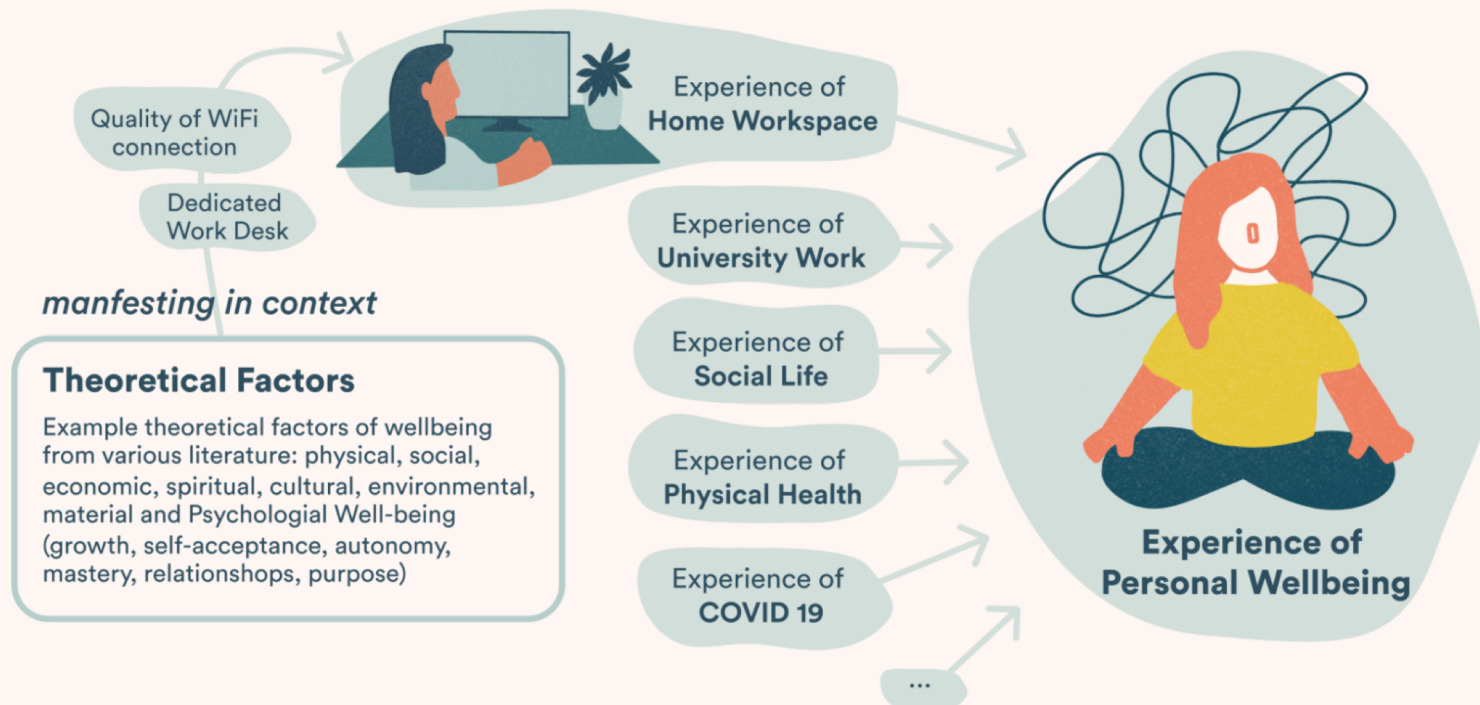 Quality of WiFi
connection
Dedicated
Work Desk
manfesting in context
Theoretical Factors
Example theoretical factors of wellbeing
from various literature: physical, social,
economic, spiritual, cultural, environmental,
material and Psychologial Well-being
(growth, self-acceptance, autonomy,
mastery, relationshops, purpose)
Experience of
Home Workspace
Experience of
University Work
Experience of
Social Life
Experience of
Physical Health
Experience of
COVID 19
...
Experience of
Personal Wellbeing